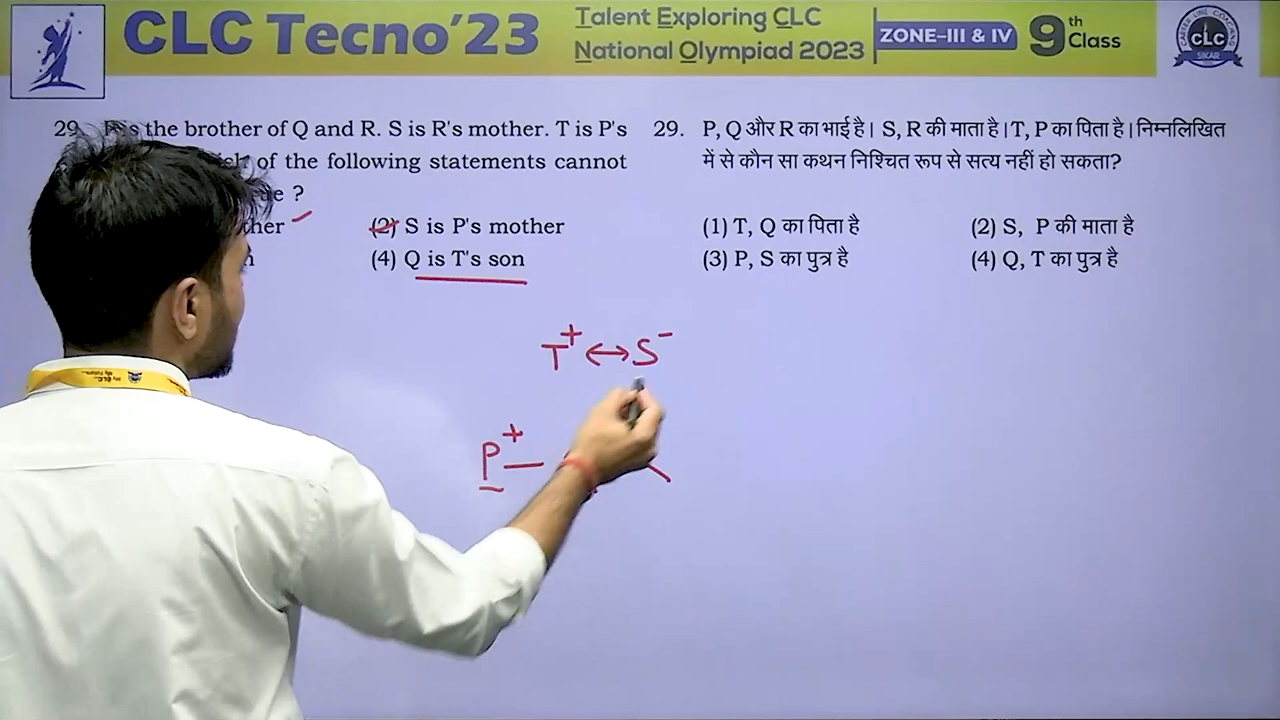 CLC Tecno'23
Talent Exploring CLC
National Olympiad 2023
ZONE–III & IV
9th Class
CLC
SIKAR
29. is the brother of Q and R. S is R's mother. T is P's
of the following statements cannot
?
(2) S is P's mother
(4) Q is T's son
29. P, Q और R का भाई है। S, R की माता है। T, P का पिता है। निम्नलिखित
में से कौन सा कथन निश्चित रूप से सत्य नहीं हो सकता?
(1) T, Q का पिता है
(2) S, P की माता है
(3) P, S का पुत्र है
(4) Q, T का पुत्र है
T+ ↔ S-
P+ —